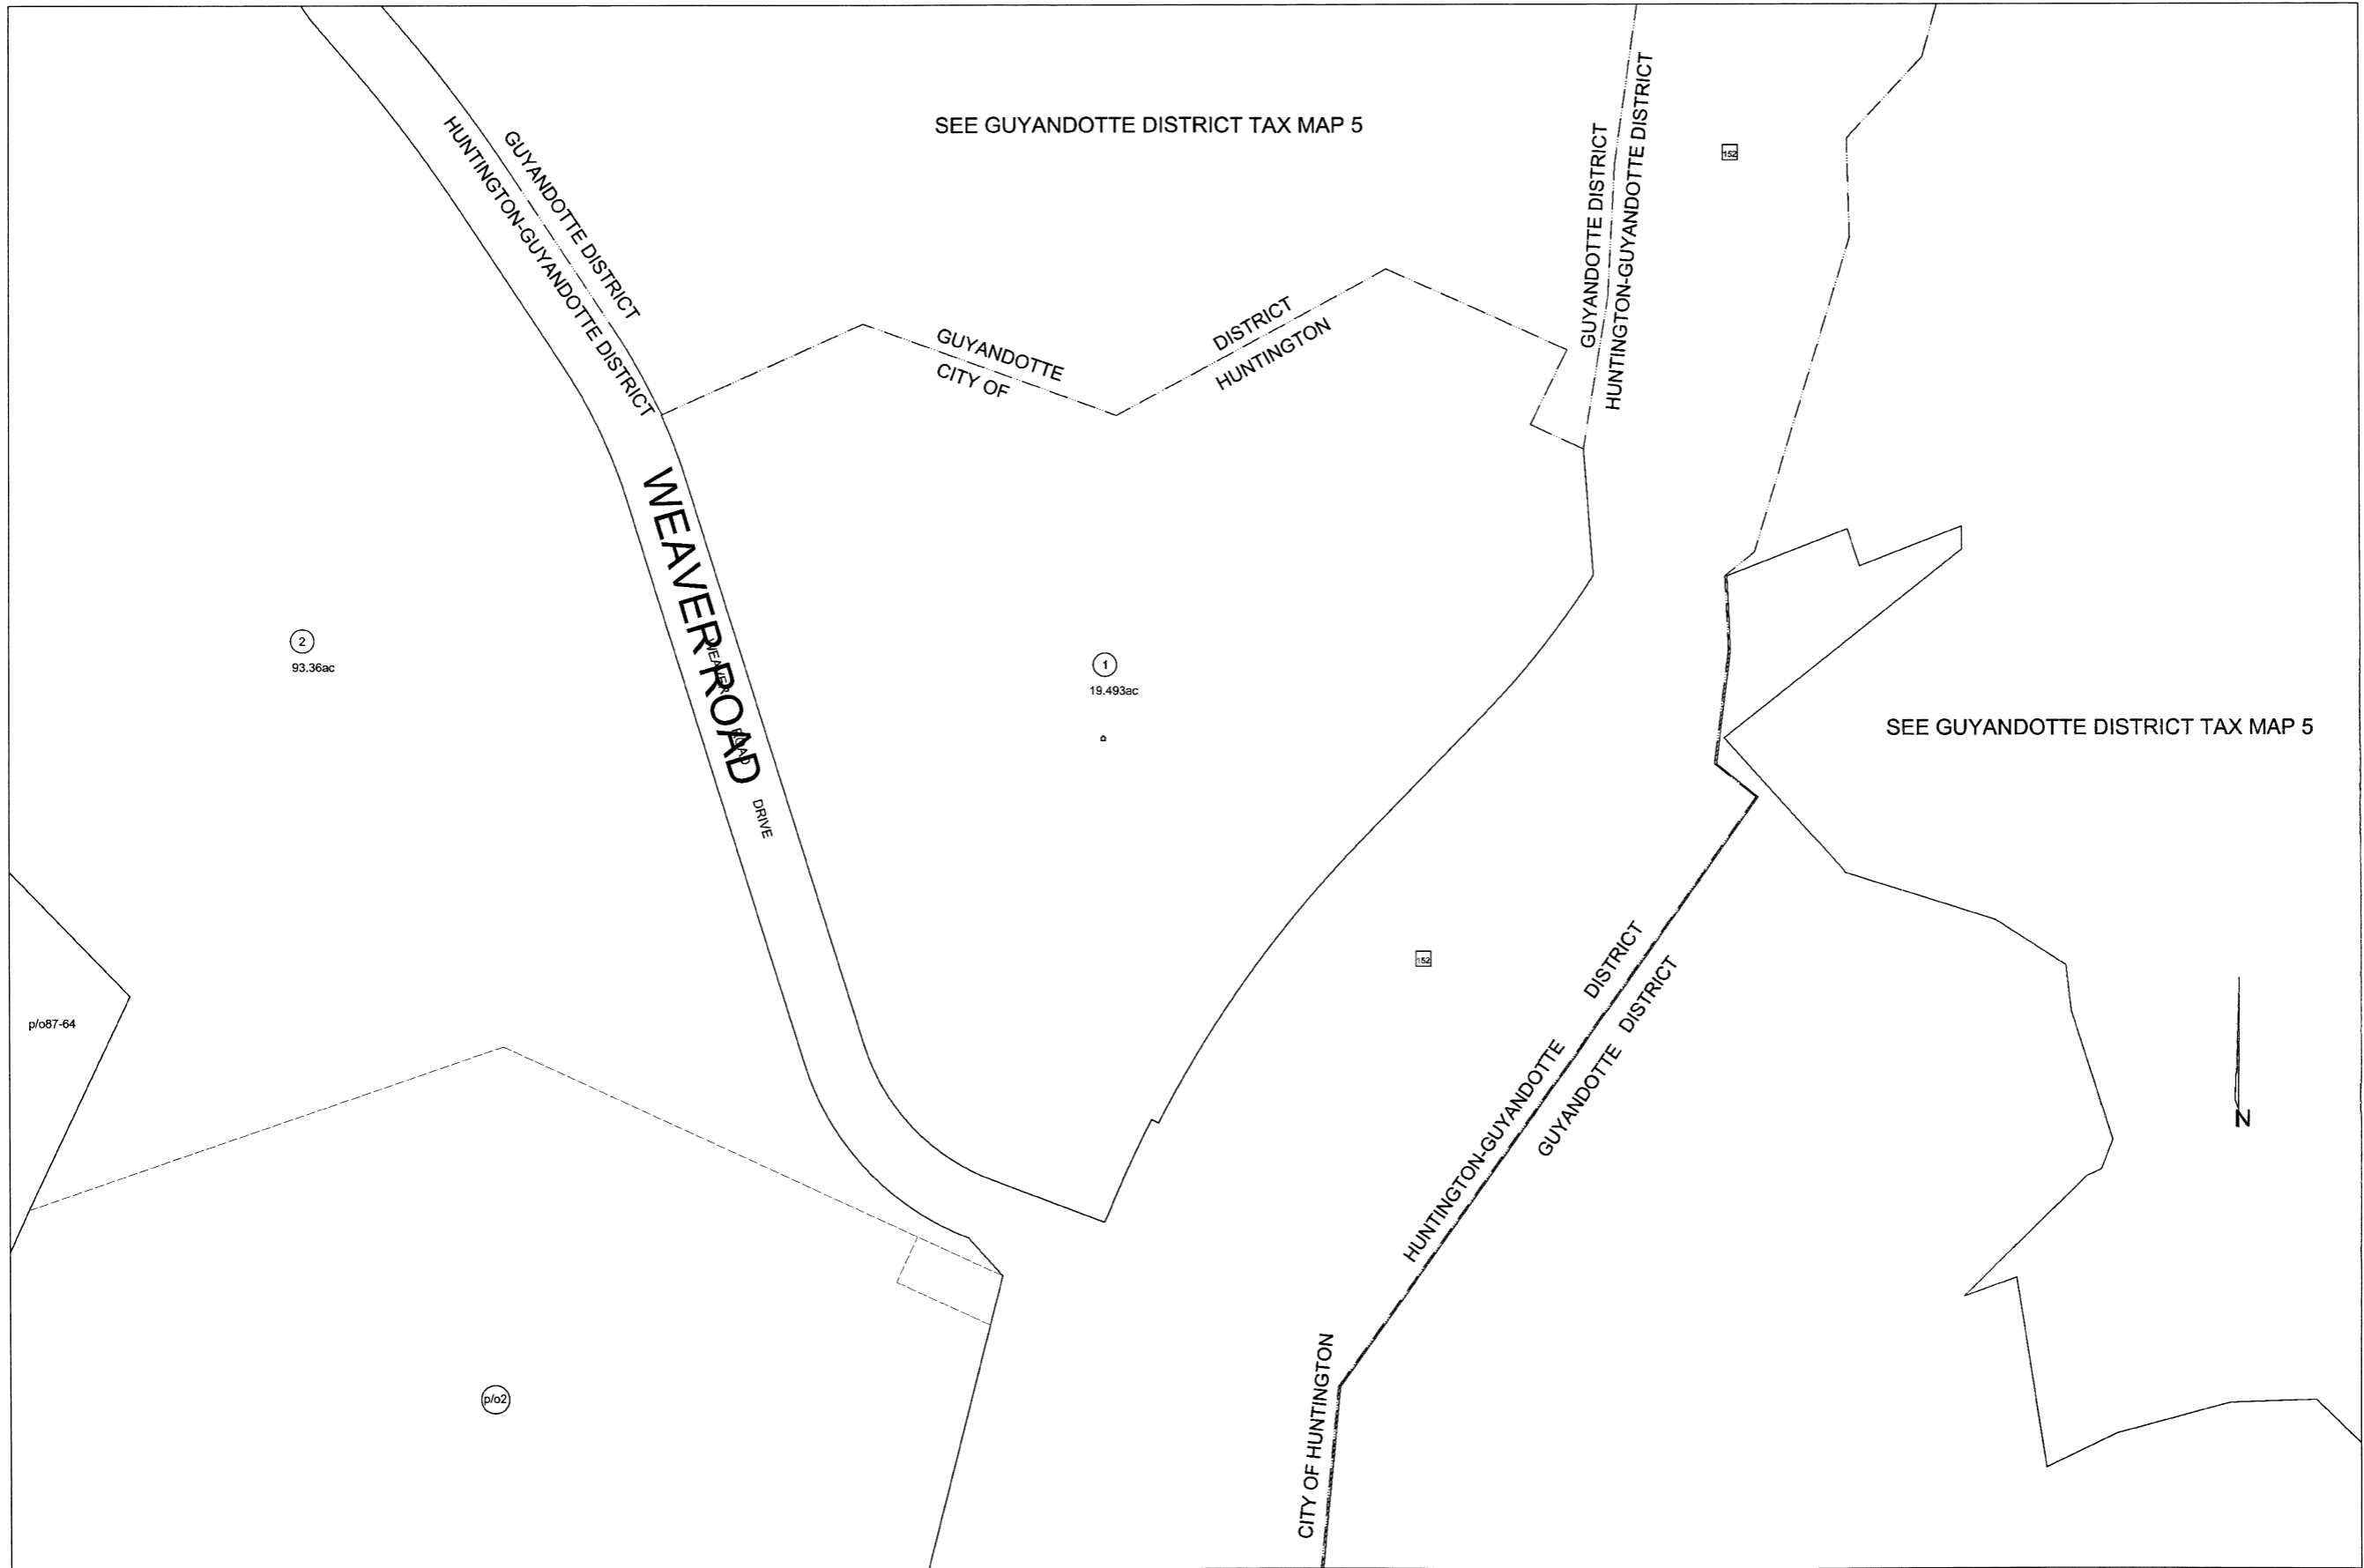 SEE GUYANDOTTE DISTRICT TAX MAP 5
152
GUYANDOTTE DISTRICT
HUNTINGTON-GUYANDOTTE DISTRICT
GUYANDOTTE DISTRICT
HUNTINGTON-GUYANDOTTE DISTRICT
GUYANDOTTE DISTRICT
CITY OF HUNTINGTON
WEAVER ROAD
WEAVER ROAD DRIVE
2
93.36ac
1
19.493ac
SEE GUYANDOTTE DISTRICT TAX MAP 5
152
HUNTINGTON-GUYANDOTTE DISTRICT
GUYANDOTTE DISTRICT
p/o87-64
N
p/o2
CITY OF HUNTINGTON